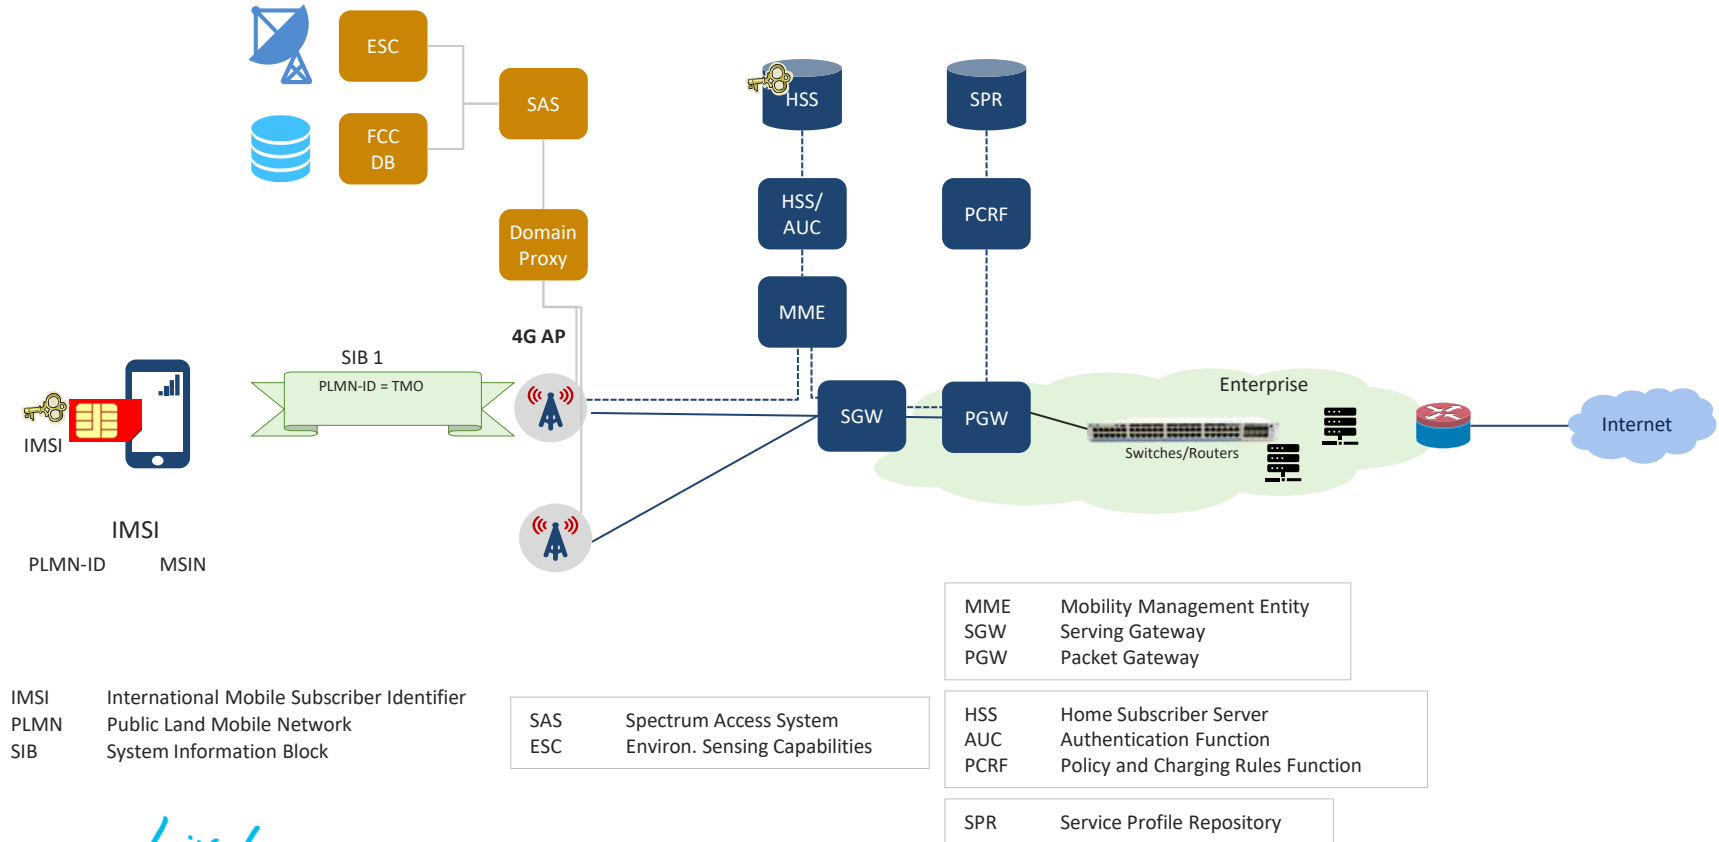 ESC
SAS
FCC
DB
Domain
Proxy
HSS
SPR
HSS/
AUC
PCRF
MME
4G AP
SIB 1
PLMN-ID = TMO
IMSI
SGW
PGW
Enterprise
Switches/Routers
Internet
IMSI
PLMN-ID MSIN
IMSI International Mobile Subscriber Identifier
PLMN Public Land Mobile Network
SIB System Information Block
SAS Spectrum Access System
ESC Environ. Sensing Capabilities
MME Mobility Management Entity
SGW Serving Gateway
PGW Packet Gateway
HSS Home Subscriber Server
AUC Authentication Function
PCRF Policy and Charging Rules Function
SPR Service Profile Repository